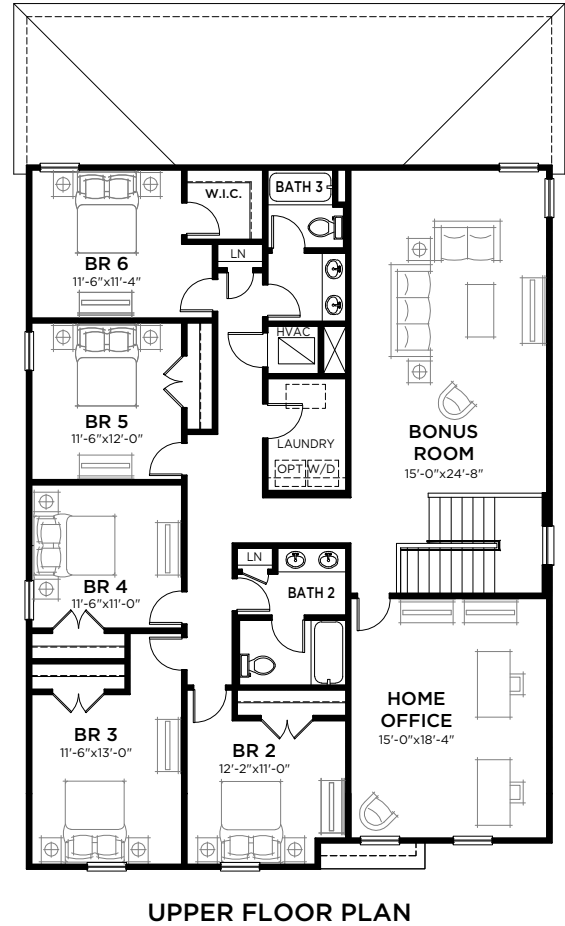 W.I.C.
BATH 3
BR 6
11'-6"x11'-4"
LN
HVAC
BR 5
11'-6"x12'-0"
LAUNDRY
OPT W/D
BONUS
ROOM
15'-0"x24'-8"
BR 4
11'-6"x11'-0"
LN
BATH 2
BR 3
11'-6"x13'-0"
BR 2
12'-2"x11'-0"
HOME
OFFICE
15'-0"x18'-4"
UPPER FLOOR PLAN